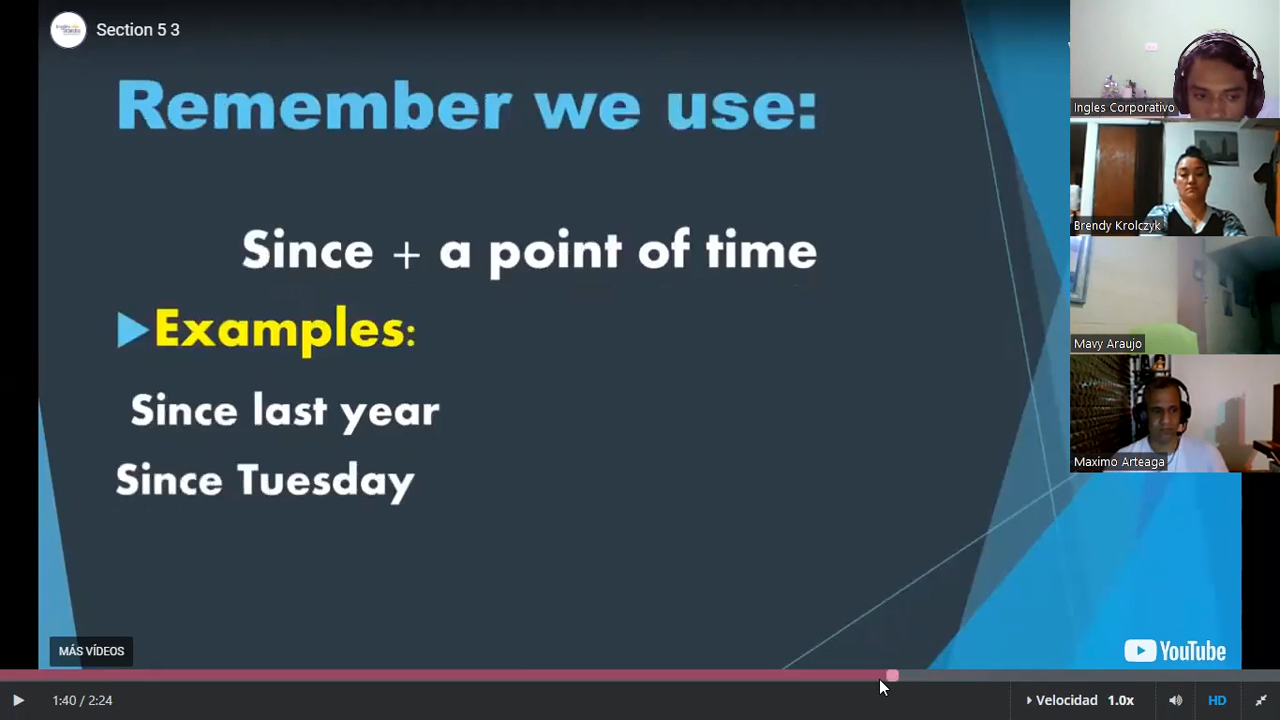 Section 5 3
Remember we use:
Since + a point of time
Examples:
Since last year
Since Tuesday
Ingles Corporativo
Brendy Krolczyk
Mavy Araujo
Maximo Arteaga
MÁS VÍDEOS
YouTube
1:40 / 2:24
Velocidad 1.0x
HD